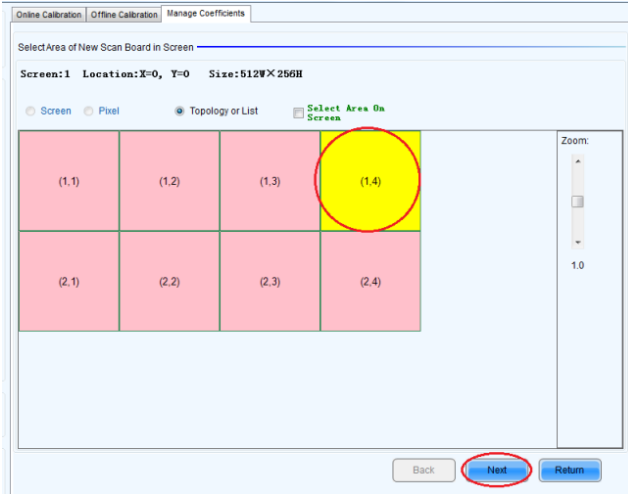 Online Calibration Offline Calibration Manage Coefficients
Select Area of New Scan Board in Screen
Screen:1 Location:X=0, Y=0 Size:512W×256H
Screen Pixel Topology or List Select Area On Screen
Zoom:
(1,1) (1,2) (1,3) (1,4)
(2,1) (2,2) (2,3) (2,4)
1.0
Back Next Return